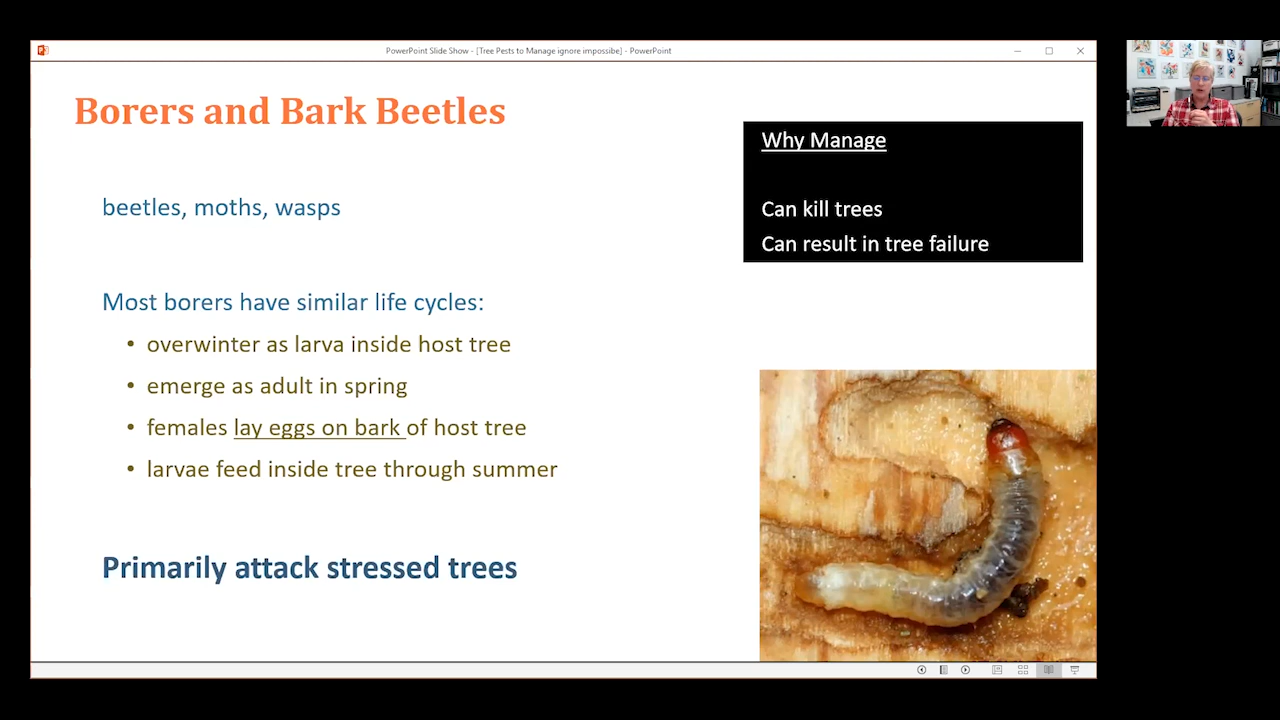 PowerPoint Slide Show - [Tree Pests to Manage ignore impossibe] - PowerPoint
Borers and Bark Beetles
Why Manage
Can kill trees
Can result in tree failure
beetles, moths, wasps
Most borers have similar life cycles:
• overwinter as larva inside host tree
• emerge as adult in spring
• females lay eggs on bark of host tree
• larvae feed inside tree through summer
Primarily attack stressed trees